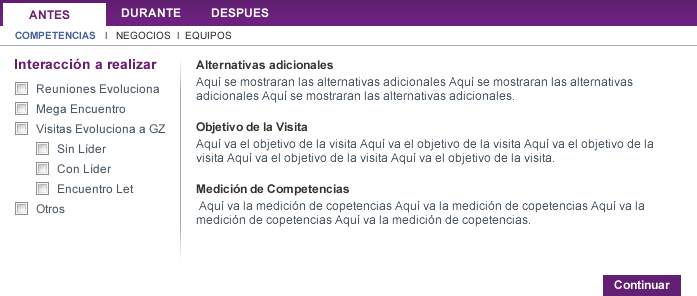 ANTES DURANTE DESPUES
COMPETENCIAS I NEGOCIOS I EQUIPOS
Interacción a realizar
Reuniones Evoluciona
Mega Encuentro
Visitas Evoluciona a GZ
Sin Líder
Con Líder
Encuentro Let
Otros
Alternativas adicionales
Aquí se mostraran las alternativas adicionales Aquí se mostraran las alternativas
adicionales Aquí se mostraran las alternativas adicionales.
Objetivo de la Visita
Aquí va el objetivo de la visita Aquí va el objetivo de la visita Aquí va el objetivo de la
visita Aquí va el objetivo de la visita Aquí va el objetivo de la visita.
Medición de Competencias
Aquí va la medición de copetencias Aquí va la medición de copetencias Aquí va la
medición de copetencias Aquí va la medición de competencias.
Continuar